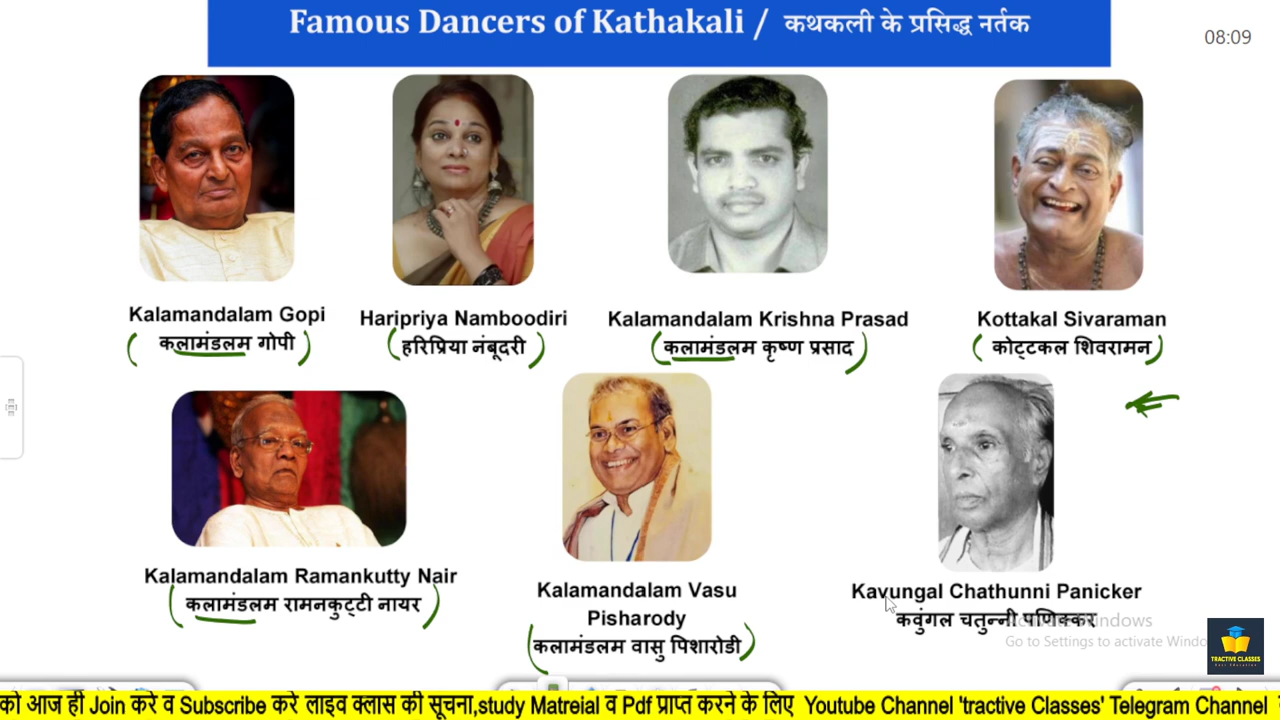 Famous Dancers of Kathakali / कथकली के प्रसिद्ध नर्तक
08:09
Kalamandalam Gopi
कलामंडलम गोपी
Haripriya Namboodiri
हरिप्रिया नंबूदरी
Kalamandalam Krishna Prasad
कलामंडलम कृष्ण प्रसाद
Kottakal Sivaraman
कोट्टकल शिवरामन
Kalamandalam Ramankutty Nair
कलामंडलम रामनकुट्टी नायर
Kalamandalam Vasu
Pisharody
कलामंडलम वासु पिशारोडी
Kavungal Chathunni Panicker
कवुंगल चतुन्नी पणिक्कर
Activate Windows
Go to Settings to activate Windo
TRACTIVE CLASSES
को आज ही Join करे व Subscribe करे लाइव क्लास की सूचना,study Matreial व Pdf प्राप्त करने के लिए Youtube Channel 'tractive Classes' Telegram Channel